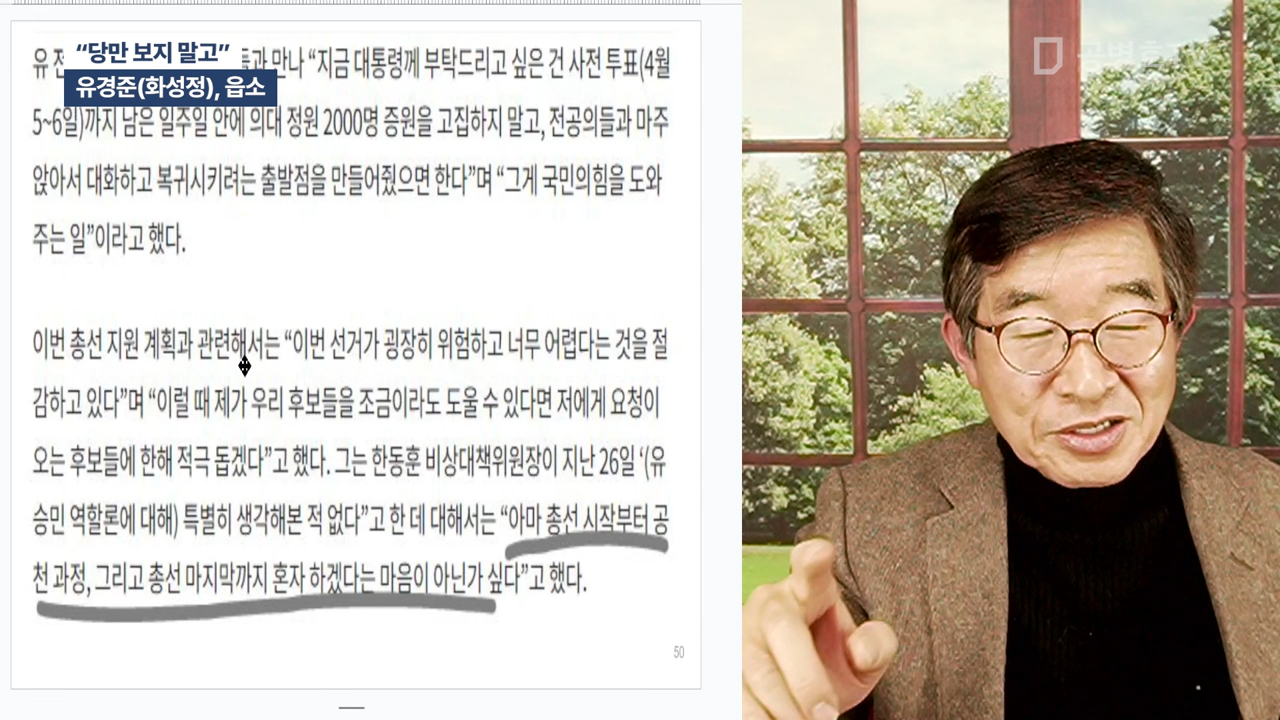 “당만 보지 말고”
유경준(화성정), 읍소
유 전
들과 만나 “지금 대통령께 부탁드리고 싶은 건 사전 투표(4월
5~6일)까지 남은 일주일 안에 의대 정원 2000명 증원을 고집하지 말고, 전공의들과 마주
앉아서 대화하고 복귀시키려는 출발점을 만들어줬으면 한다”며 “그게 국민의힘을 도와
주는 일”이라고 했다.
이번 총선 지원 계획과 관련해서는 “이번 선거가 굉장히 위험하고 너무 어렵다는 것을 절
감하고 있다”며 “이럴 때 제가 우리 후보들을 조금이라도 도울 수 있다면 저에게 요청이
오는 후보들에 한해 적극 돕겠다”고 했다. 그는 한동훈 비상대책위원장이 지난 26일 ‘(유
승민 역할론에 대해) 특별히 생각해본 적 없다”고 한 데 대해서는 “아마 총선 시작부터 공
천 과정, 그리고 총선 마지막까지 혼자 하겠다는 마음이 아닌가 싶다”고 했다.
50